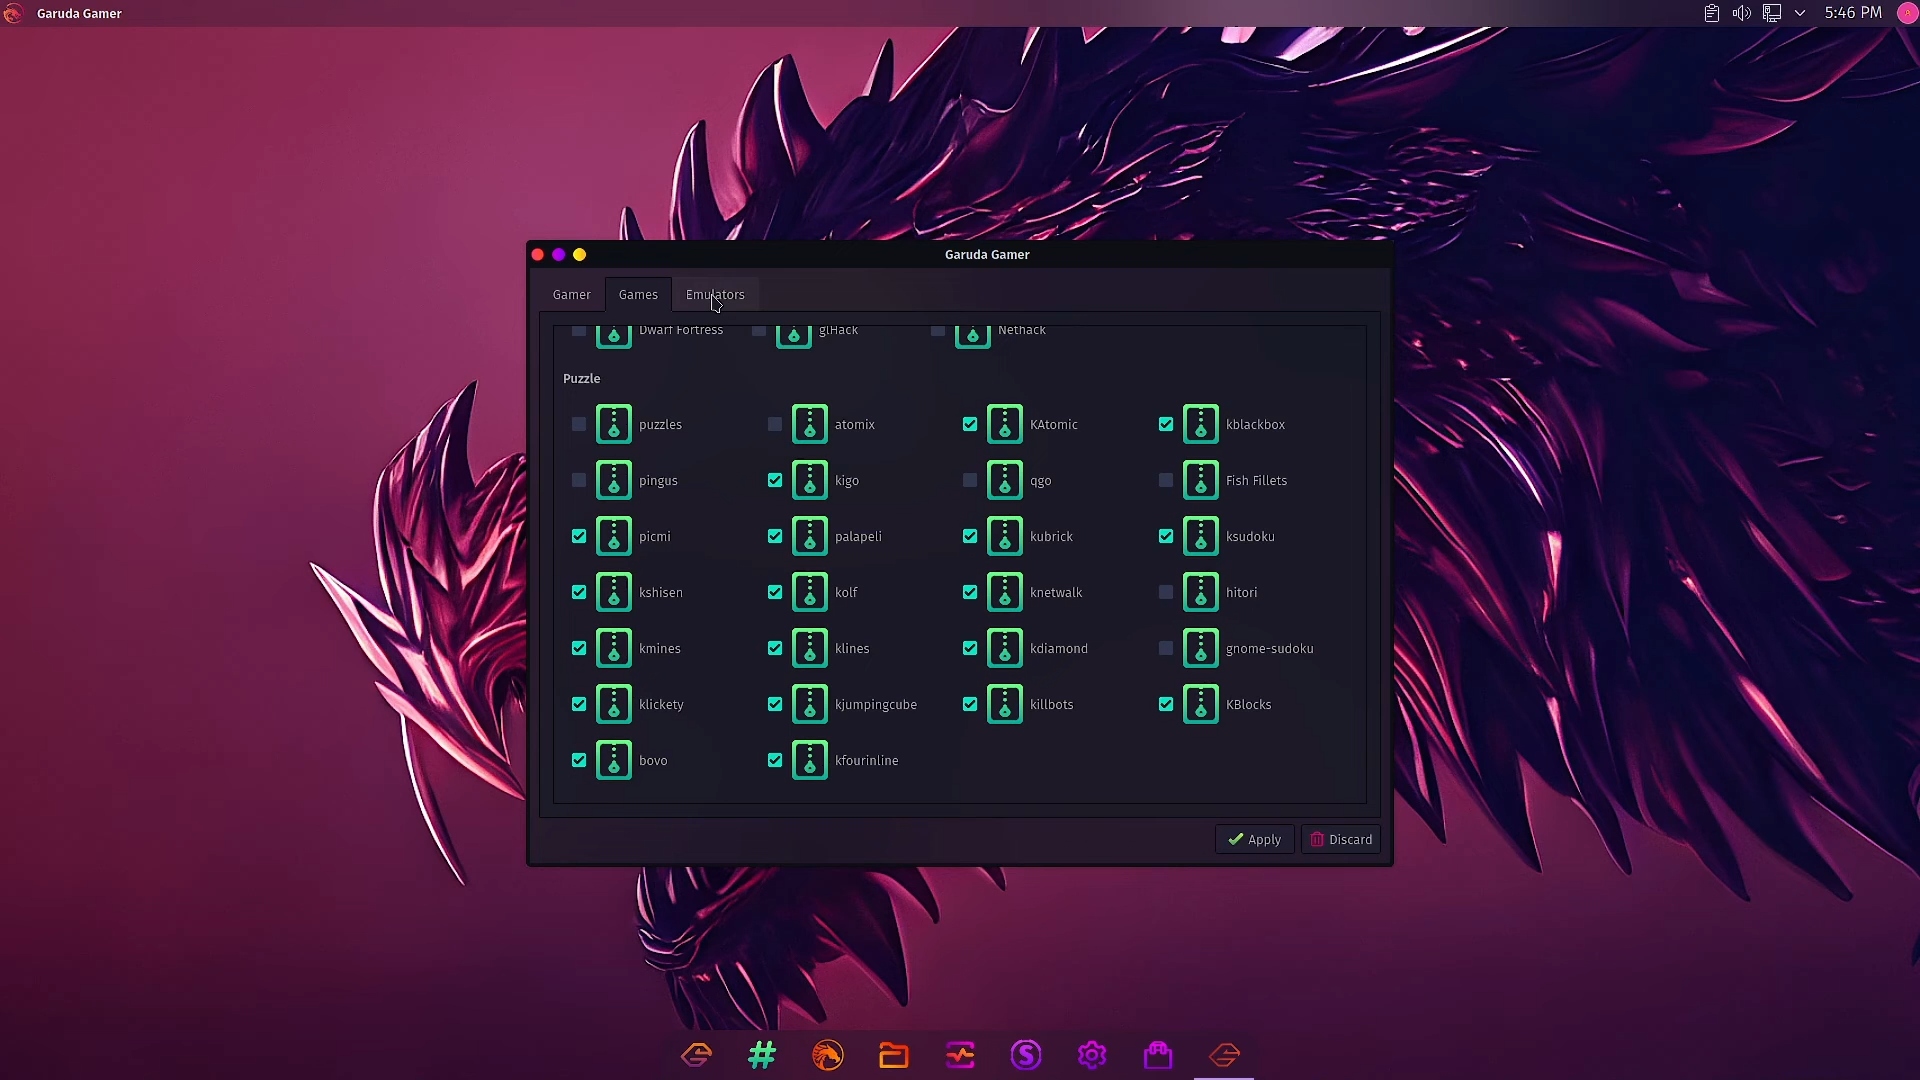 Garuda Gamer
5:46 PM
Garuda Gamer
Gamer Games Emulators
Dwarf Fortress glHack Nethack
Puzzle
puzzles atomix KAtomic kblackbox
pingus kigo qgo Fish Fillets
picmi palapeli kubrick ksudoku
kshisen kolf knetwalk hitori
kmines klines kdiamond gnome-sudoku
klickety kjumpingcube killbots KBlocks
bovo kfourinline
Apply Discard